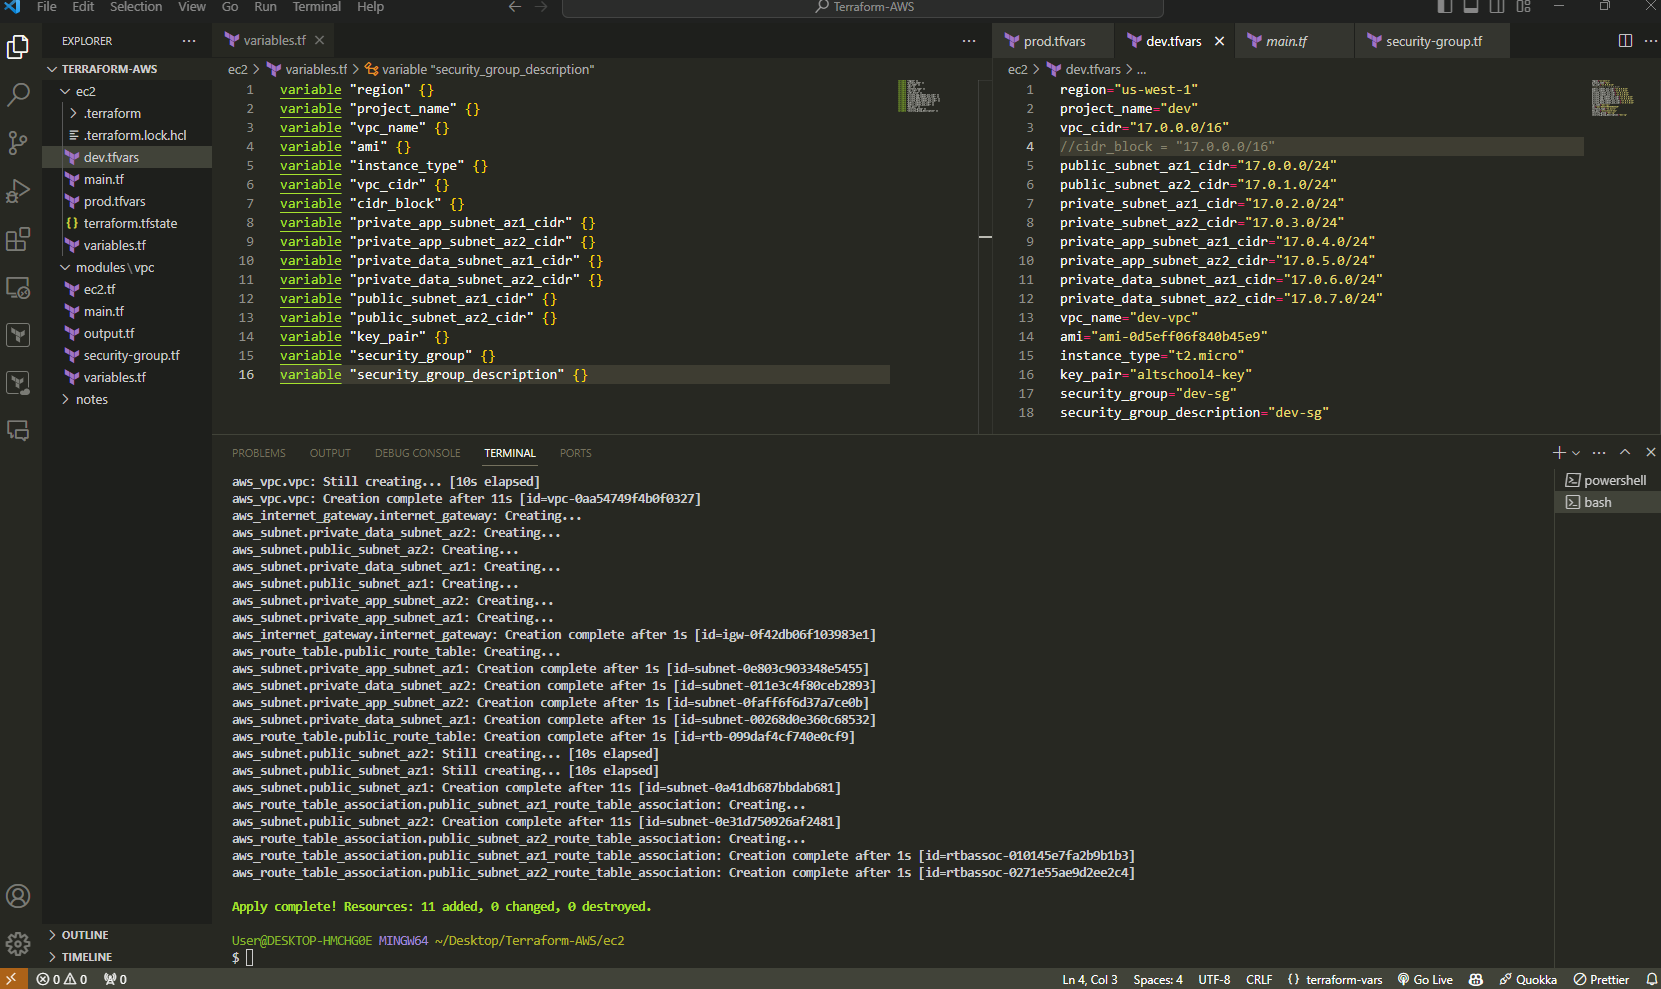 File Edit Selection View Go Run Terminal Help
Terraform-AWS
EXPLORER
TERRAFORM-AWS
ec2
.terraform
.terraform.lock.hcl
dev.tfvars
main.tf
prod.tfvars
terraform.tfstate
variables.tf
modules\vpc
ec2.tf
main.tf
output.tf
security-group.tf
variables.tf
notes
OUTLINE
TIMELINE
variables.tf
ec2 > variables.tf > variable "security_group_description"
1 variable "region" {}
2 variable "project_name" {}
3 variable "vpc_name" {}
4 variable "ami" {}
5 variable "instance_type" {}
6 variable "vpc_cidr" {}
7 variable "cidr_block" {}
8 variable "private_app_subnet_az1_cidr" {}
9 variable "private_app_subnet_az2_cidr" {}
10 variable "private_data_subnet_az1_cidr" {}
11 variable "private_data_subnet_az2_cidr" {}
12 variable "public_subnet_az1_cidr" {}
13 variable "public_subnet_az2_cidr" {}
14 variable "key_pair" {}
15 variable "security_group" {}
16 variable "security_group_description" {}
prod.tfvars dev.tfvars main.tf security-group.tf
ec2 > dev.tfvars > ...
1 region="us-west-1"
2 project_name="dev"
3 vpc_cidr="17.0.0.0/16"
4 //cidr_block = "17.0.0.0/16"
5 public_subnet_az1_cidr="17.0.0.0/24"
6 public_subnet_az2_cidr="17.0.1.0/24"
7 private_subnet_az1_cidr="17.0.2.0/24"
8 private_subnet_az2_cidr="17.0.3.0/24"
9 private_app_subnet_az1_cidr="17.0.4.0/24"
10 private_app_subnet_az2_cidr="17.0.5.0/24"
11 private_data_subnet_az1_cidr="17.0.6.0/24"
12 private_data_subnet_az2_cidr="17.0.7.0/24"
13 vpc_name="dev-vpc"
14 ami="ami-0d5eff06f840b45e9"
15 instance_type="t2.micro"
16 key_pair="altschool4-key"
17 security_group="dev-sg"
18 security_group_description="dev-sg"
PROBLEMS OUTPUT DEBUG CONSOLE TERMINAL PORTS
powershell
bash
aws_vpc.vpc: Still creating... [10s elapsed]
aws_vpc.vpc: Creation complete after 11s [id=vpc-0aa54749f4b0f0327]
aws_internet_gateway.internet_gateway: Creating...
aws_subnet.private_data_subnet_az2: Creating...
aws_subnet.public_subnet_az2: Creating...
aws_subnet.private_data_subnet_az1: Creating...
aws_subnet.public_subnet_az1: Creating...
aws_subnet.private_app_subnet_az2: Creating...
aws_subnet.private_app_subnet_az1: Creating...
aws_internet_gateway.internet_gateway: Creation complete after 1s [id=igw-0f42db06f103983e1]
aws_route_table.public_route_table: Creating...
aws_subnet.private_app_subnet_az1: Creation complete after 1s [id=subnet-0e803c903348e5455]
aws_subnet.private_data_subnet_az2: Creation complete after 1s [id=subnet-011e3c4f80ceb2893]
aws_subnet.private_app_subnet_az2: Creation complete after 1s [id=subnet-0faff6f6d37a7ce0b]
aws_subnet.private_data_subnet_az1: Creation complete after 1s [id=subnet-00268d0e360c68532]
aws_route_table.public_route_table: Creation complete after 1s [id=rtb-099daf4cf740e0cf9]
aws_subnet.public_subnet_az2: Still creating... [10s elapsed]
aws_subnet.public_subnet_az1: Still creating... [10s elapsed]
aws_subnet.public_subnet_az1: Creation complete after 11s [id=subnet-0a41db687bbdab681]
aws_route_table_association.public_subnet_az1_route_table_association: Creating...
aws_subnet.public_subnet_az2: Creation complete after 11s [id=subnet-0e31d750926af2481]
aws_route_table_association.public_subnet_az2_route_table_association: Creating...
aws_route_table_association.public_subnet_az1_route_table_association: Creation complete after 1s [id=rtbassoc-010145e7fa2b9b1b3]
aws_route_table_association.public_subnet_az2_route_table_association: Creation complete after 1s [id=rtbassoc-0271e55ae9d2ee2c4]
Apply complete! Resources: 11 added, 0 changed, 0 destroyed.
User@DESKTOP-HMCHG0E MINGW64 ~/Desktop/Terraform-AWS/ec2
$
0 0 0 Ln 4, Col 3 Spaces: 4 UTF-8 CRLF {} terraform-vars Go Live Quokka Prettier